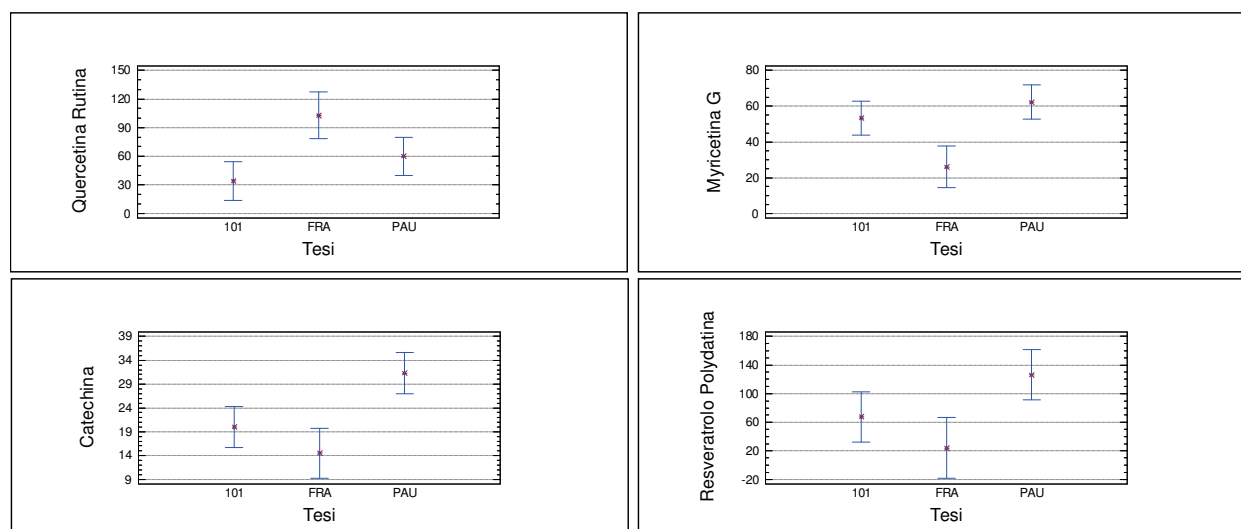 Quercetina Rutina
150
120
90
60
30
0
101 FRA PAU
Tesi
Myricetina G
80
60
40
20
0
101 FRA PAU
Tesi
Catechina
39
34
29
24
19
14
9
101 FRA PAU
Tesi
Resveratrolo Polydatina
180
140
100
60
20
-20
101 FRA PAU
Tesi